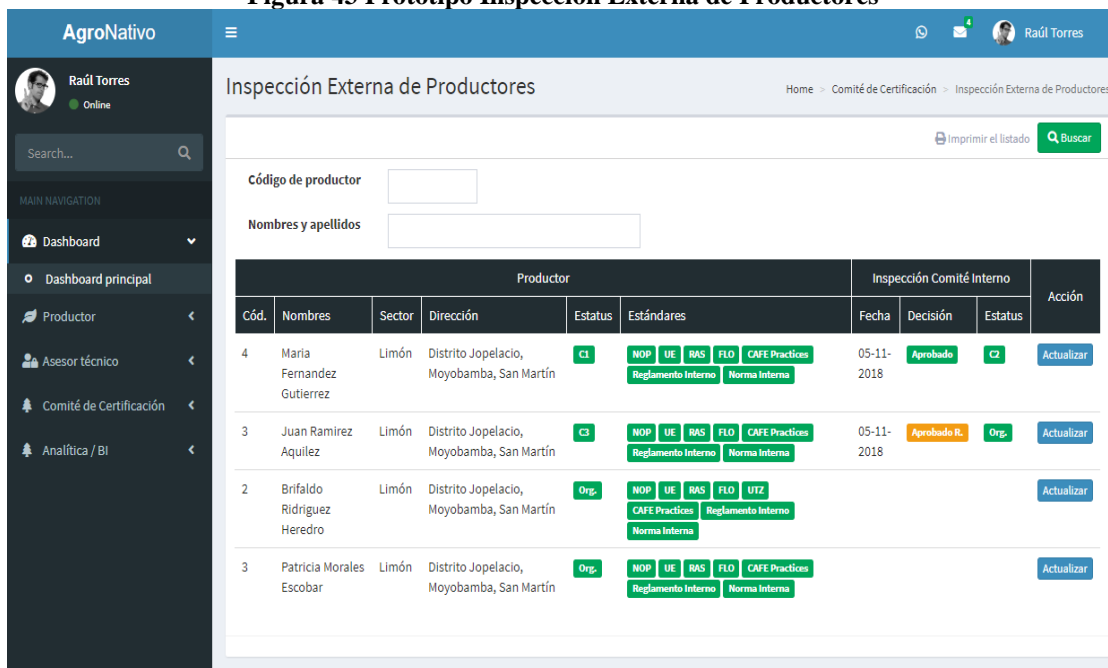 Figura 43 Prototipo Inspección Externa de Productores
AgroNativo
4
Raúl Torres
Raúl Torres
Online
Inspección Externa de Productores
Home > Comité de Certificación > Inspección Externa de Productores
Search...
Imprimir el listado
Buscar
MAIN NAVIGATION
Dashboard
Dashboard principal
Productor
Asesor técnico
Comité de Certificación
Analítica / BI
Código de productor
Nombres y apellidos
Productor Inspección Comité Interno Acción
Cód. Nombres Sector Dirección Estatus Estándares Fecha Decisión Estatus
4 Maria Limón Distrito Jopelacio, C1 NOP UE RAS FLO CAFE Practices 05-11- Aprobado C2 Actualizar
Fernandez Moyobamba, San Martín Reglamento Interno Norma Interna 2018
Gutierrez
3 Juan Ramirez Limón Distrito Jopelacio, C3 NOP UE RAS FLO CAFE Practices 05-11- Aprobado R. Org. Actualizar
Aquilez Moyobamba, San Martín Reglamento Interno Norma Interna 2018
2 Brifaldo Limón Distrito Jopelacio, Org. NOP UE RAS FLO UTZ Actualizar
Ridriguez Moyobamba, San Martín CAFE Practices Reglamento Interno
Heredro Norma Interna
3 Patricia Morales Limón Distrito Jopelacio, Org. NOP UE RAS FLO CAFE Practices Actualizar
Escobar Moyobamba, San Martín Reglamento Interno Norma Interna